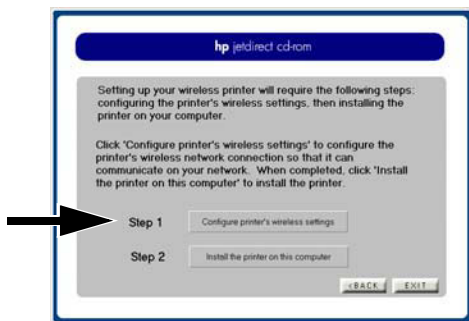 hp jetdirect cd-rom
Setting up your wireless printer will require the following steps:
configuring the printer's wireless settings, then installing the
printer on your computer.
Click 'Configure printer's wireless settings' to configure the
printer's wireless network connection so that it can
communicate on your network. When completed, click 'Install
the printer on this computer' to install the printer.
Step 1 Configure printer's wireless settings
Step 2 Install the printer on this computer
<BACK EXIT